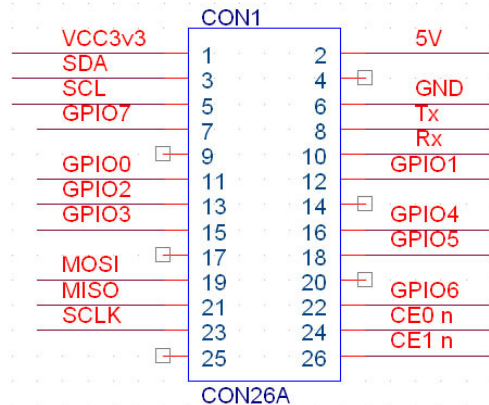 CON1
VCC3v3 1 2 5V
SDA 3 4
SCL 5 6 GND
GPIO7 7 8 Tx
9 10 Rx
GPIO0 11 12 GPIO1
GPIO2 13 14
GPIO3 15 16 GPIO4
17 18 GPIO5
MOSI 19 20
MISO 21 22 GPIO6
SCLK 23 24 CE0 n
25 26 CE1 n
CON26A